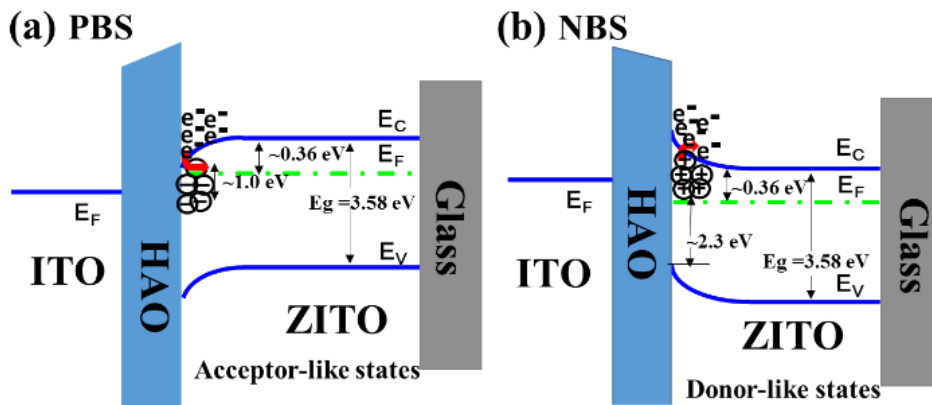 (a) PBS
e⁻
e⁻ e⁻
e⁻ e⁻
e⁻
E_C
~0.36 eV
E_F
~1.0 eV
E_F
Eg =3.58 eV
ITO
HAO
E_V
ZITO
Glass
Acceptor-like states
(b) NBS
e⁻
e⁻ e⁻
e⁻
e⁻
E_C
~0.36 eV
E_F
E_F
~2.3 eV
Eg =3.58 eV
ITO
HAO
E_V
ZITO
Glass
Donor-like states